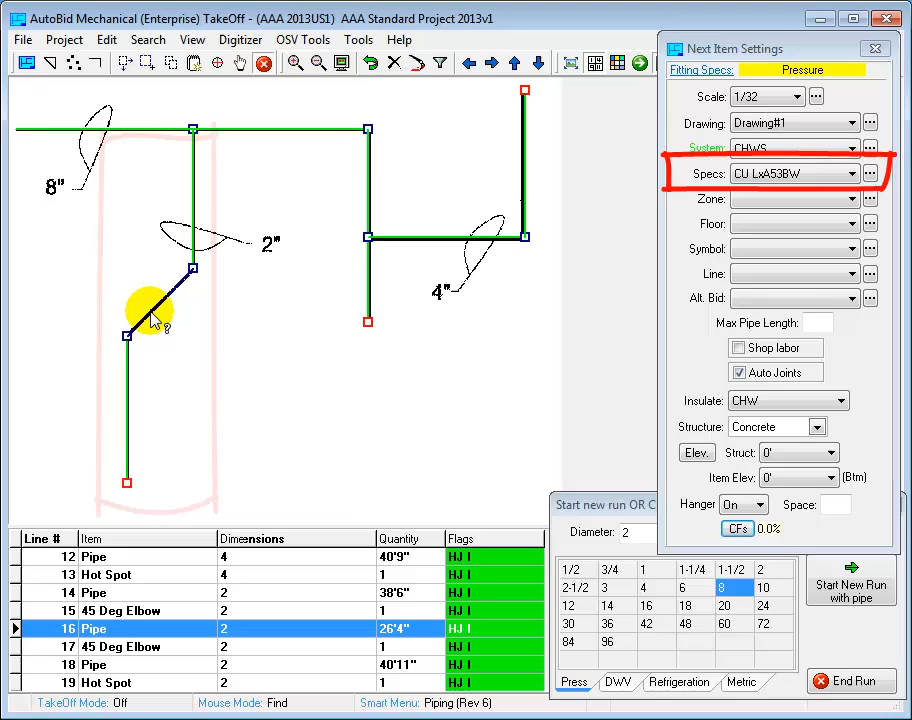 AutoBid Mechanical (Enterprise) TakeOff - (AAA 2013US1) AAA Standard Project 2013v1
File Project Edit Search View Digitizer OSV Tools Tools Help
Next Item Settings
Fitting Specs: Pressure
Scale: 1/32
Drawing: Drawing#1
System: CHWS
Specs: CU LxA53BW
Zone:
Floor:
Symbol:
Line:
Alt. Bid:
Max Pipe Length:
Shop labor
Auto Joints
Insulate: CHW
Structure: Concrete
Elev. Struct: 0'
Item Elev: 0' (Btm)
Hanger On Space:
CFs 0.0%
8"
2"
4"
Start new run OR C
Diameter: 2
1/2 3/4 1 1-1/4 1-1/2 2
2-1/2 3 4 6 8 10
12 14 16 18 20 24
30 36 42 48 60 72
84 96
Press DWV Refrigeration Metric
Start New Run
with pipe
End Run
Line # Item Dimeensions Quantity Flags
12 Pipe 4 40'9" HJ I
13 Hot Spot 4 1 HJ I
14 Pipe 2 38'6" HJ I
15 45 Deg Elbow 2 1 HJ I
16 Pipe 2 26'4" HJ I
17 45 Deg Elbow 2 1 HJ I
18 Pipe 2 40'11" HJ I
19 Hot Spot 2 1 HJ I
TakeOff Mode: Off Mouse Mode: Find Smart Menu: Piping (Rev 6)